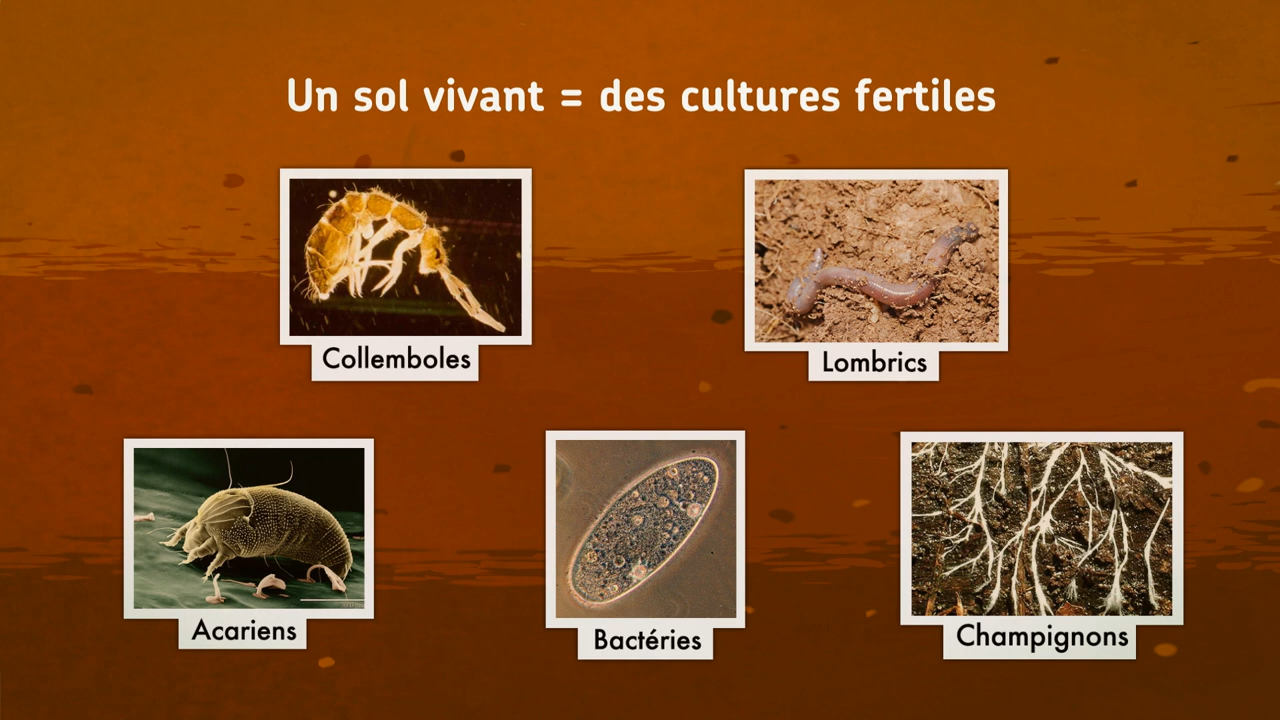 Un sol vivant = des cultures fertiles
Collemboles
Lombrics
Acariens
Bactéries
Champignons